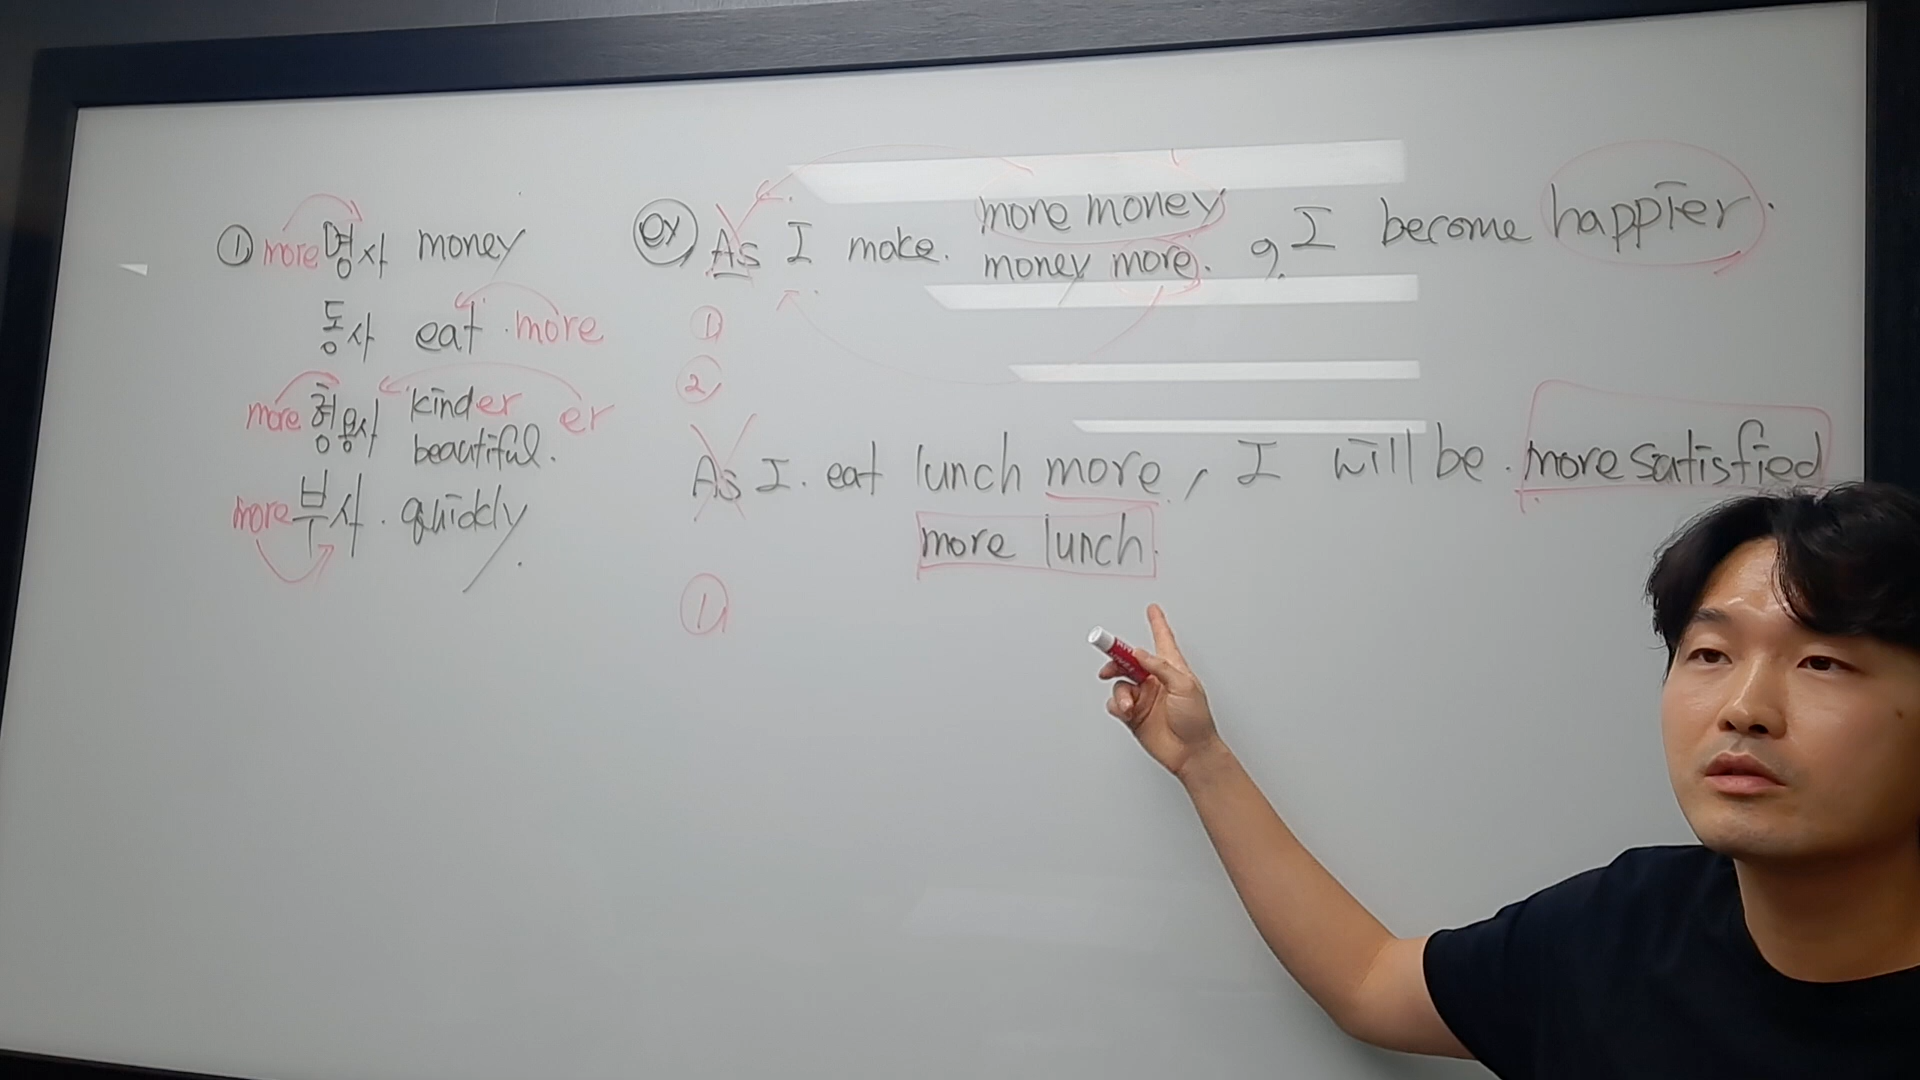 ① more 명사 money
동사 eat more
more 형용사 kinder er
beautiful.
more 부사 quickly
ex As I make more money , I become happier.
money more.
①
②
As I eat lunch more, I will be more satisfied
more lunch.
①